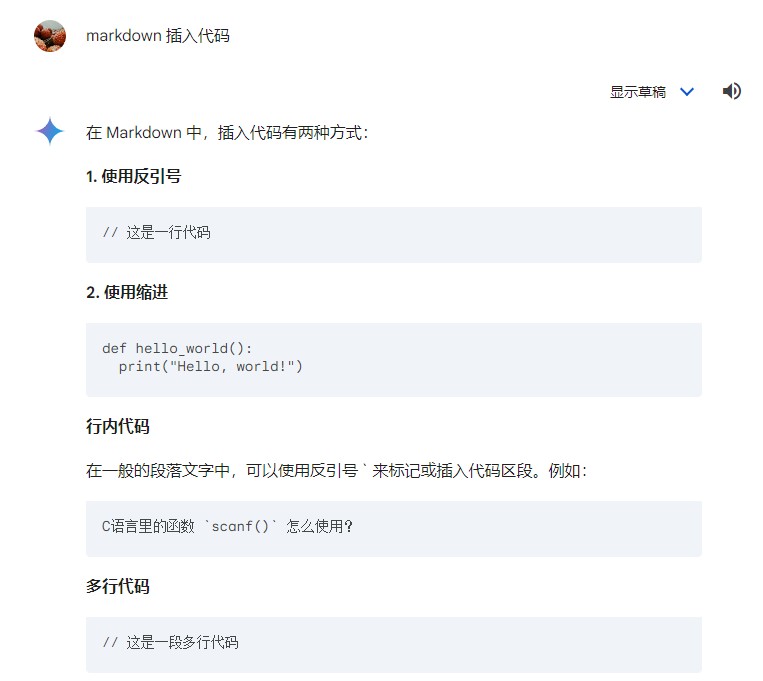 markdown 插入代码
显示草稿
在 Markdown 中，插入代码有两种方式：
1. 使用反引号
// 这是一行代码
2. 使用缩进
def hello_world():
  print("Hello, world!")
行内代码
在一般的段落文字中，可以使用反引号 ` 来标记或插入代码区段。例如：
C语言里的函数 `scanf()` 怎么使用？
多行代码
// 这是一段多行代码